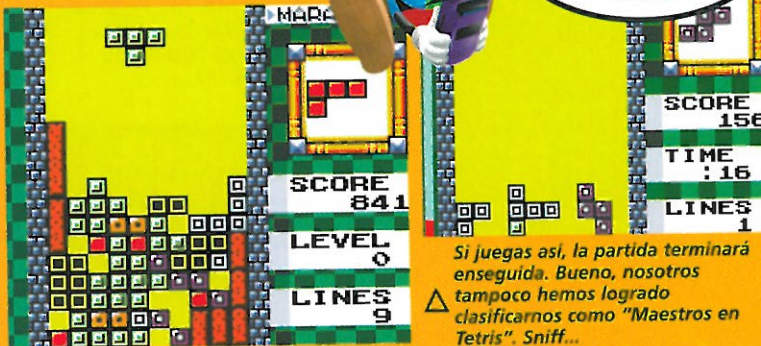 MARA
SCORE
841
LEVEL
0
LINES
9
SCORE
156
TIME
:16
LINES
1
Si juegas así, la partida terminará
enseguida. Bueno, nosotros
tampoco hemos logrado
clasificarnos como "Maestros en
Tetris". Sniff...